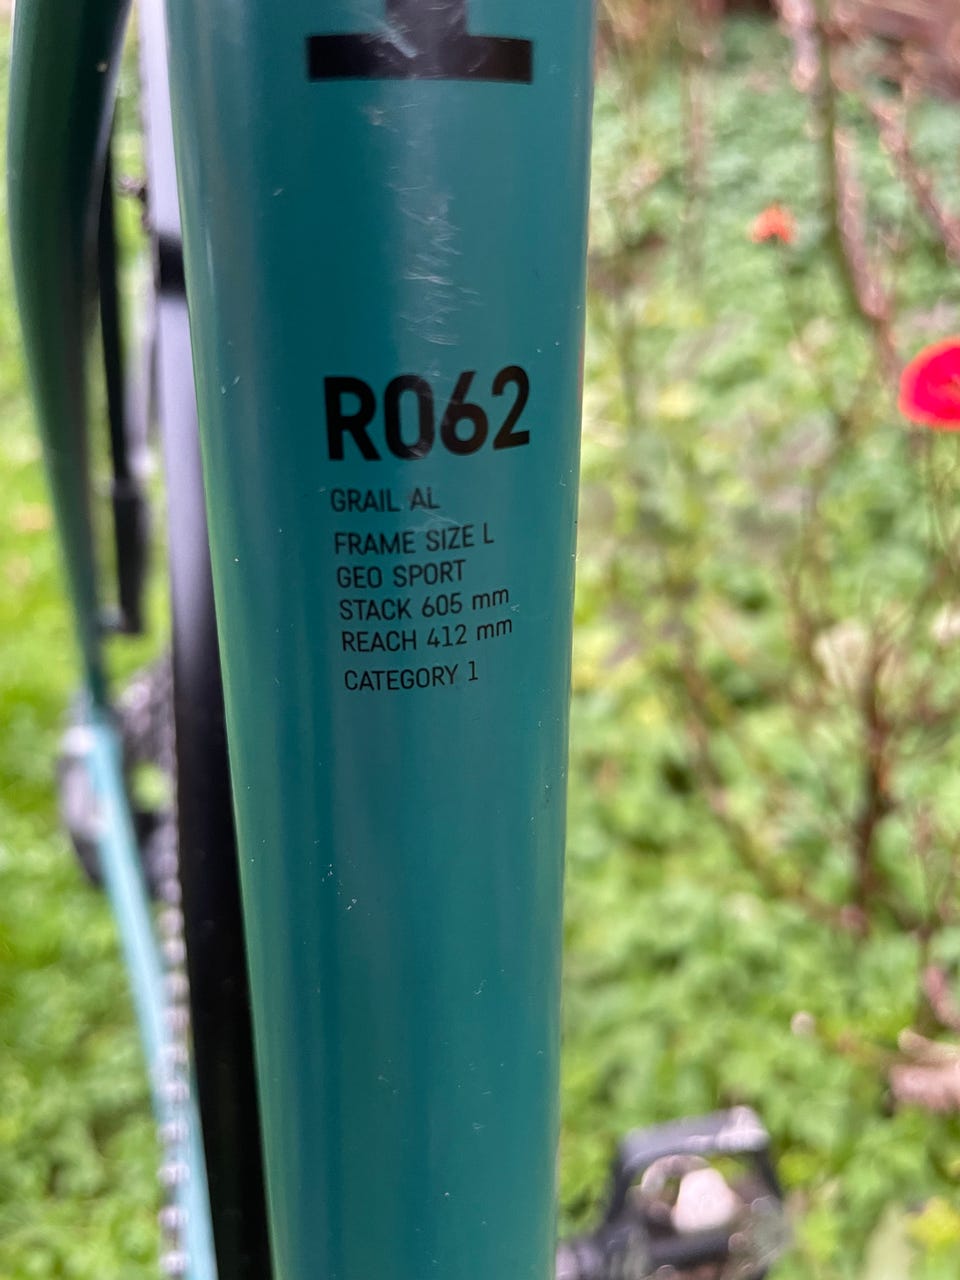 R062
GRAIL AL
FRAME SIZE L
GEO SPORT
STACK 605 mm
REACH 412 mm
CATEGORY 1